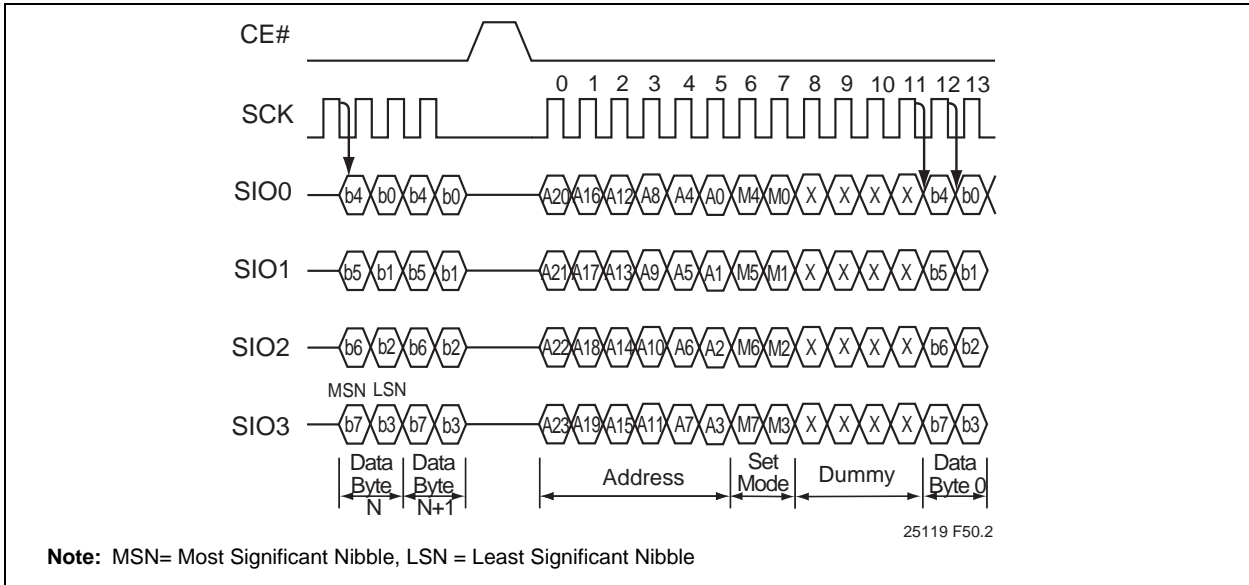 CE#
0 1 2 3 4 5 6 7 8 9 10 11 12 13
SCK
SIO0 b4 b0 b4 b0 A20 A16 A12 A8 A4 A0 M4 M0 X X X X b4 b0
SIO1 b5 b1 b5 b1 A21 A17 A13 A9 A5 A1 M5 M1 X X X X b5 b1
SIO2 b6 b2 b6 b2 A22 A18 A14 A10 A6 A2 M6 M2 X X X X b6 b2
MSN LSN
SIO3 b7 b3 b7 b3 A23 A19 A15 A11 A7 A3 M7 M3 X X X X b7 b3
Data Byte N
Data Byte N+1
Address
Set Mode
Dummy
Data Byte 0
25119 F50.2
Note: MSN= Most Significant Nibble, LSN = Least Significant Nibble